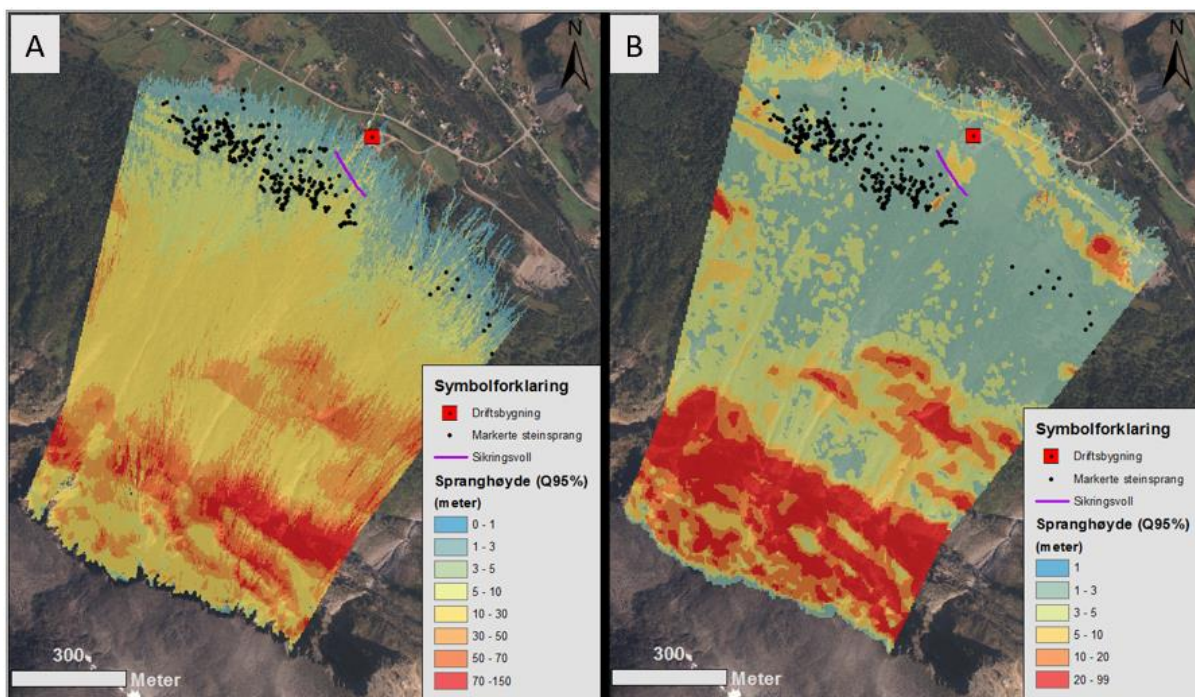 A
N
Symbolforklaring
Driftsbygning
Markerte steinsprang
Sikringsvoll
Spranghøyde (Q95%)
(meter)
0 - 1
1 - 3
3 - 5
5 - 10
10 - 30
30 - 50
50 - 70
70 -150
300
Meter
B
N
Symbolforklaring
Driftsbygning
Markerte steinsprang
Sikringsvoll
Spranghøyde (Q95%)
(meter)
1
1 - 3
3 - 5
5 - 10
10 - 20
20 - 99
300
Meter